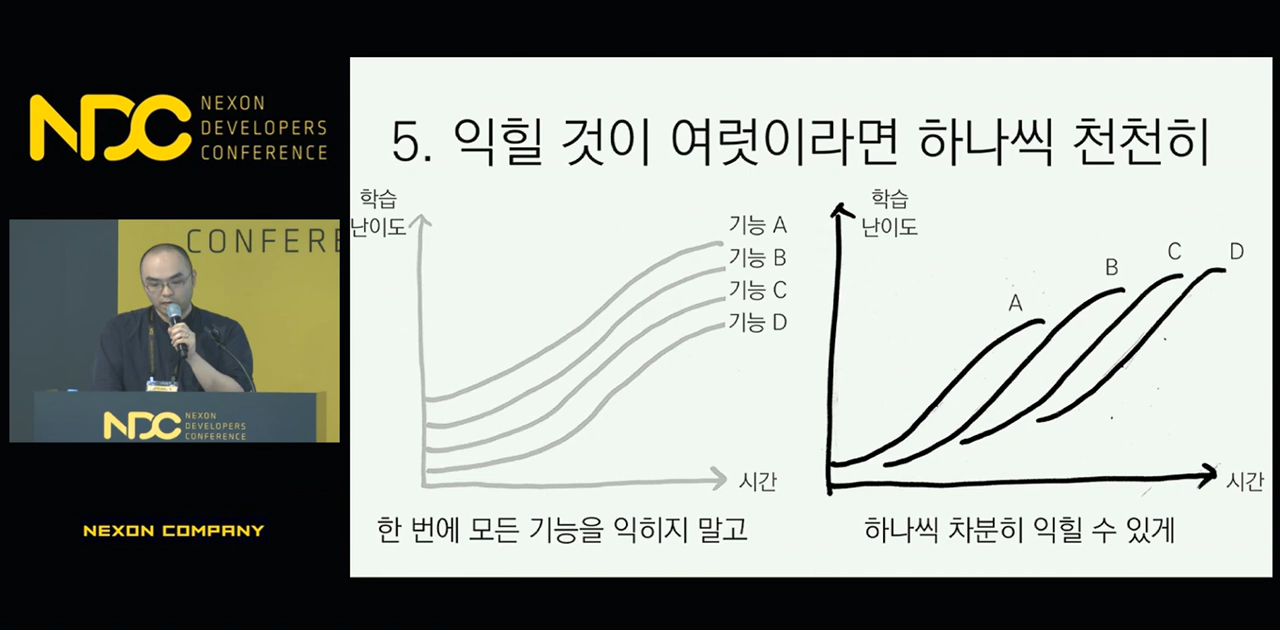 NDC
NEXON
DEVELOPERS
CONFERENCE
CONFERE
NDC
NEXON
DEVELOPERS
CONFERENCE
NEXON COMPANY
5. 익힐 것이 여럿이라면 하나씩 천천히
학습
난이도
기능 A
기능 B
기능 C
기능 D
시간
한 번에 모든 기능을 익히지 말고
학습
난이도
A
B
C
D
시간
하나씩 차분히 익힐 수 있게